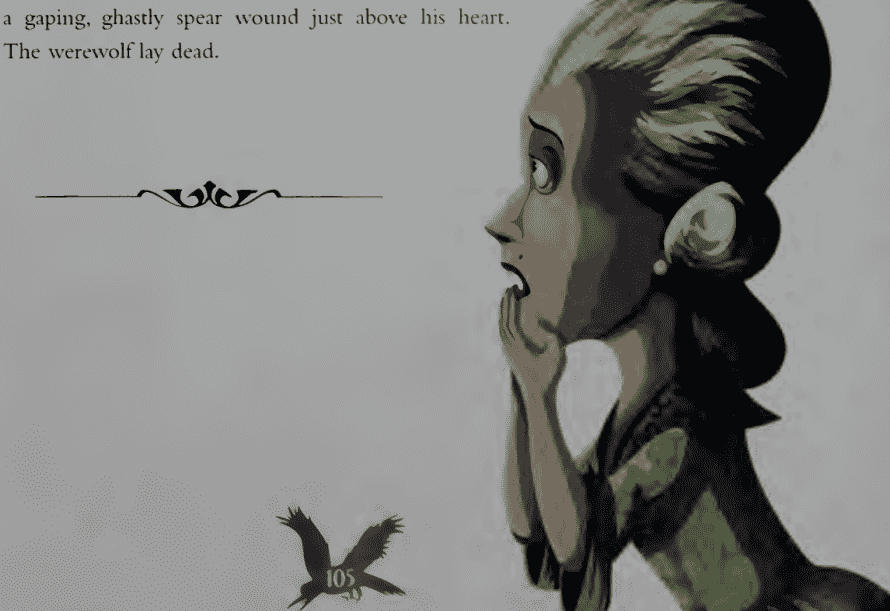 a gaping, ghastly spear wound just above his heart.
The werewolf lay dead.
105